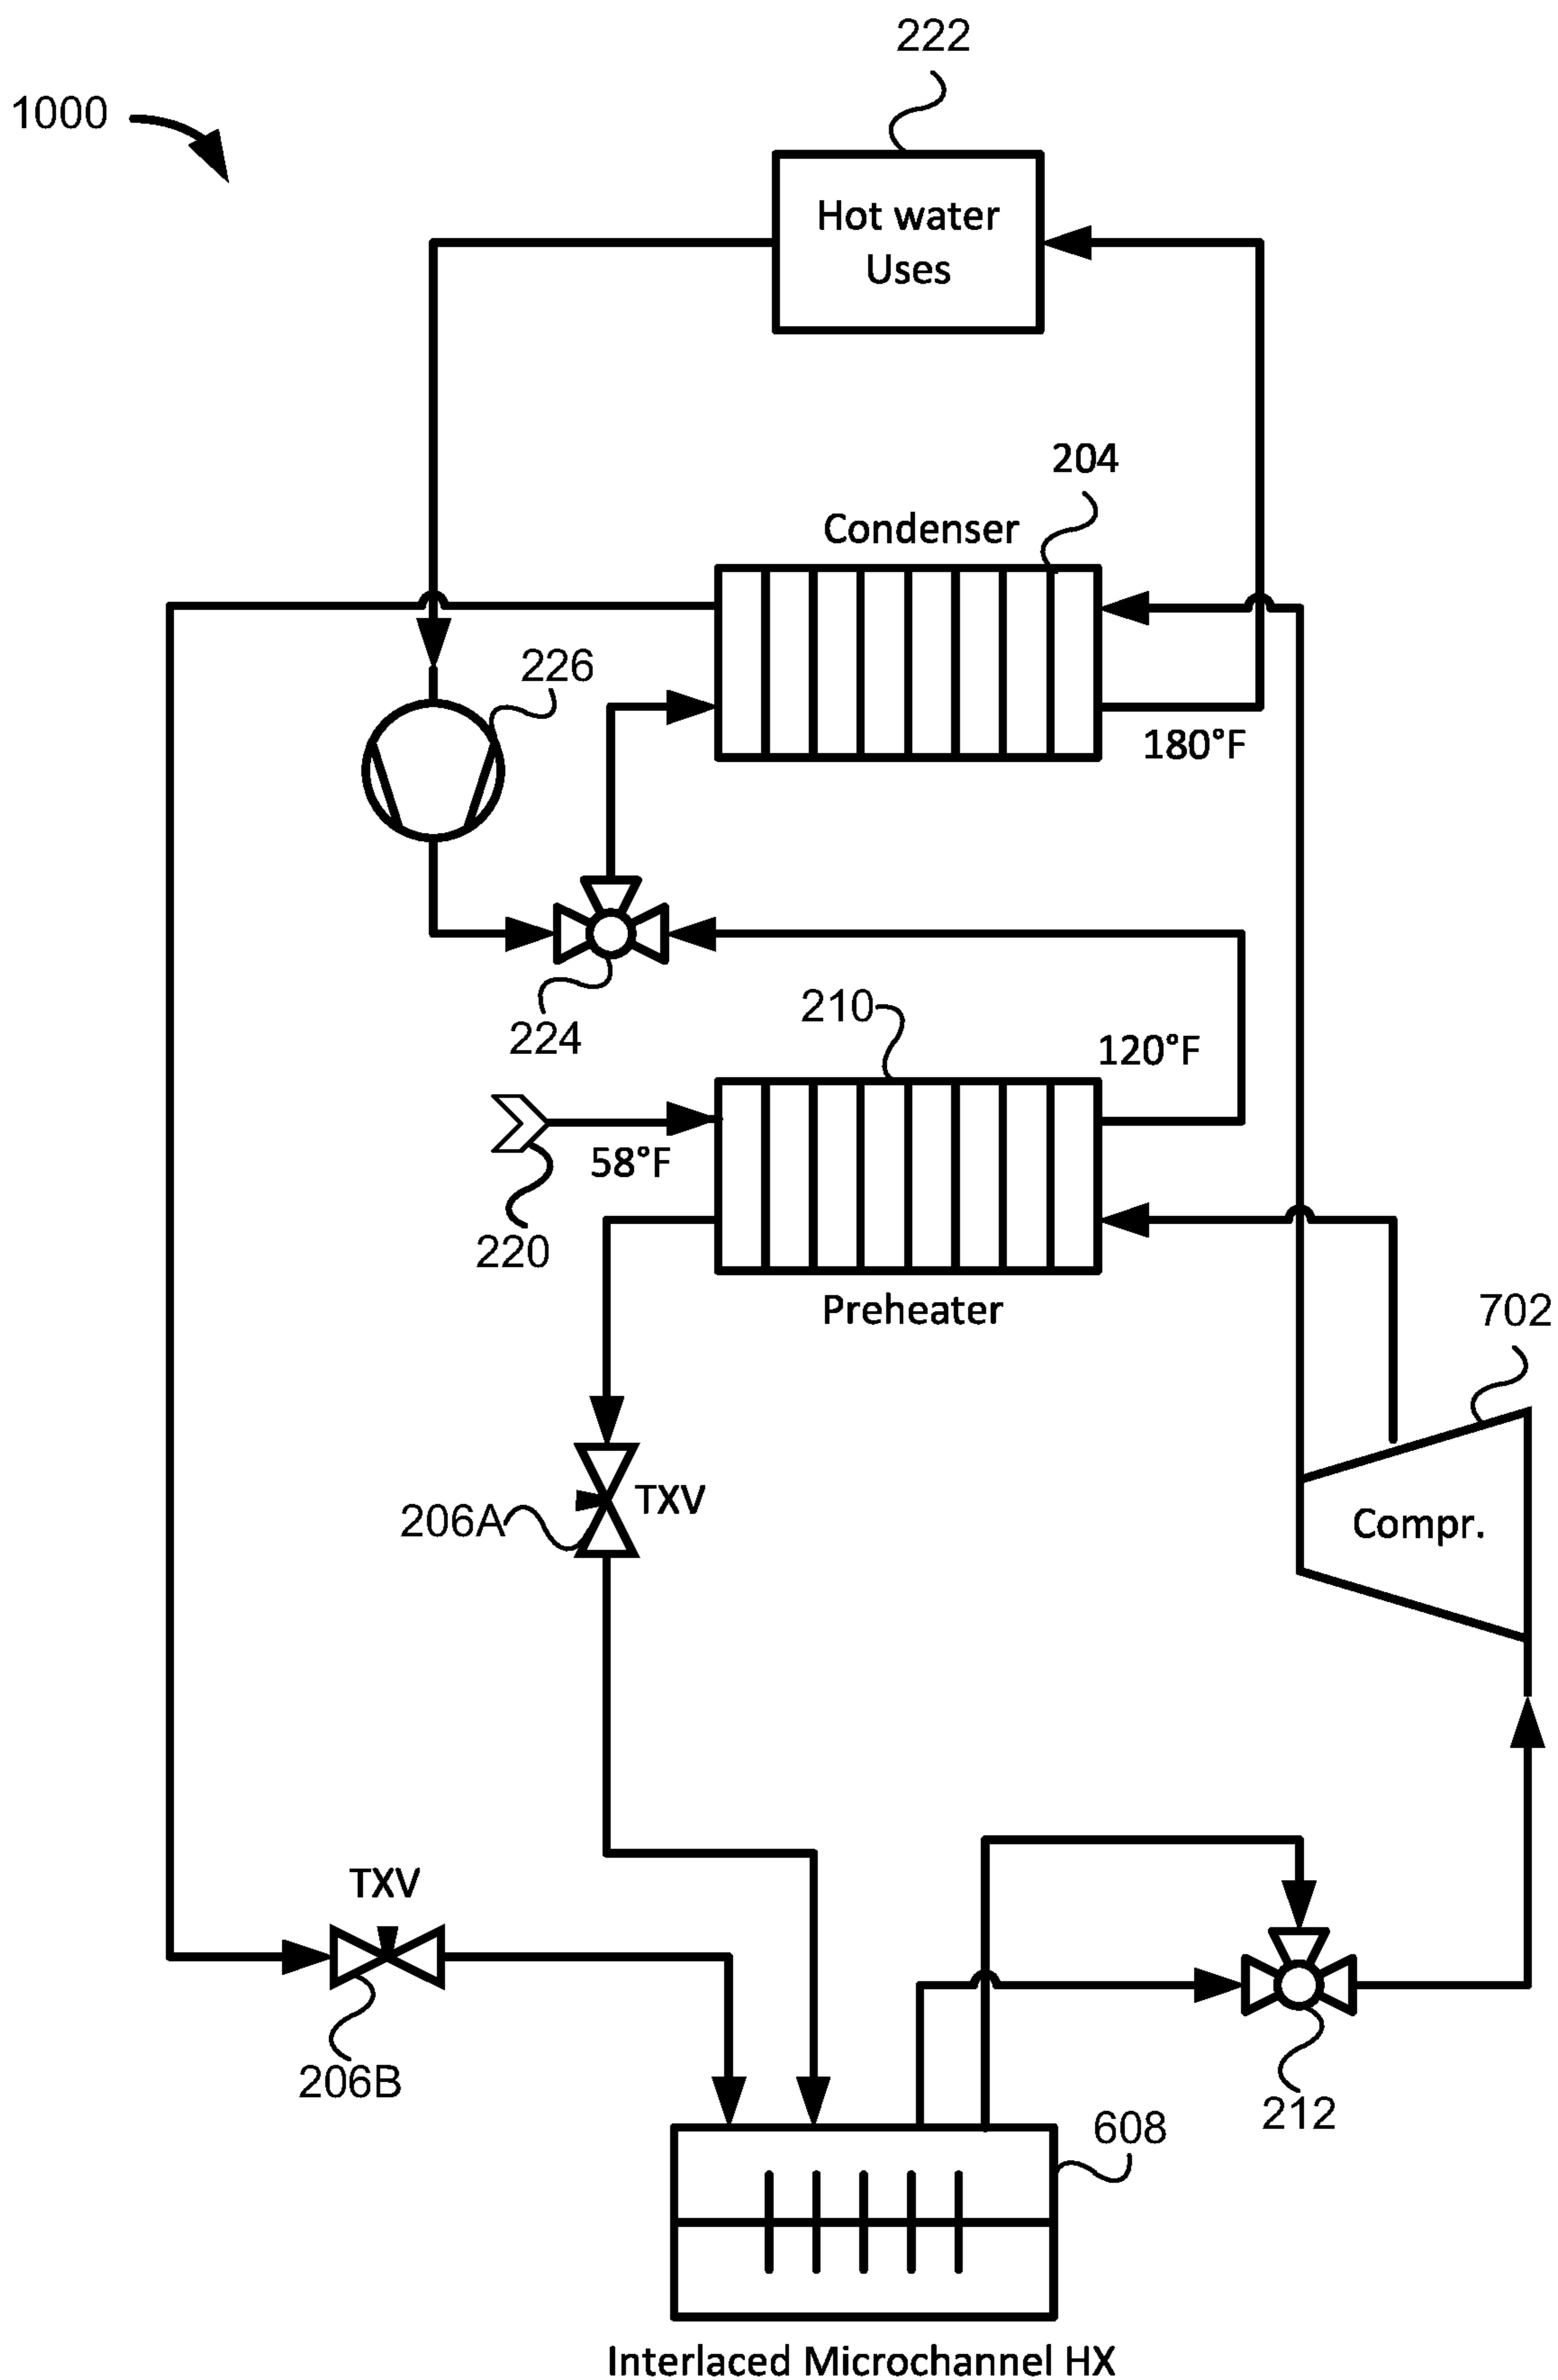 222
1000
Hot water
Uses
204
Condenser
226
180°F
224
210
120°F
58°F
220
Preheater
702
206A
TXV
Compr.
TXV
206B
212
608
Interlaced Microchannel HX